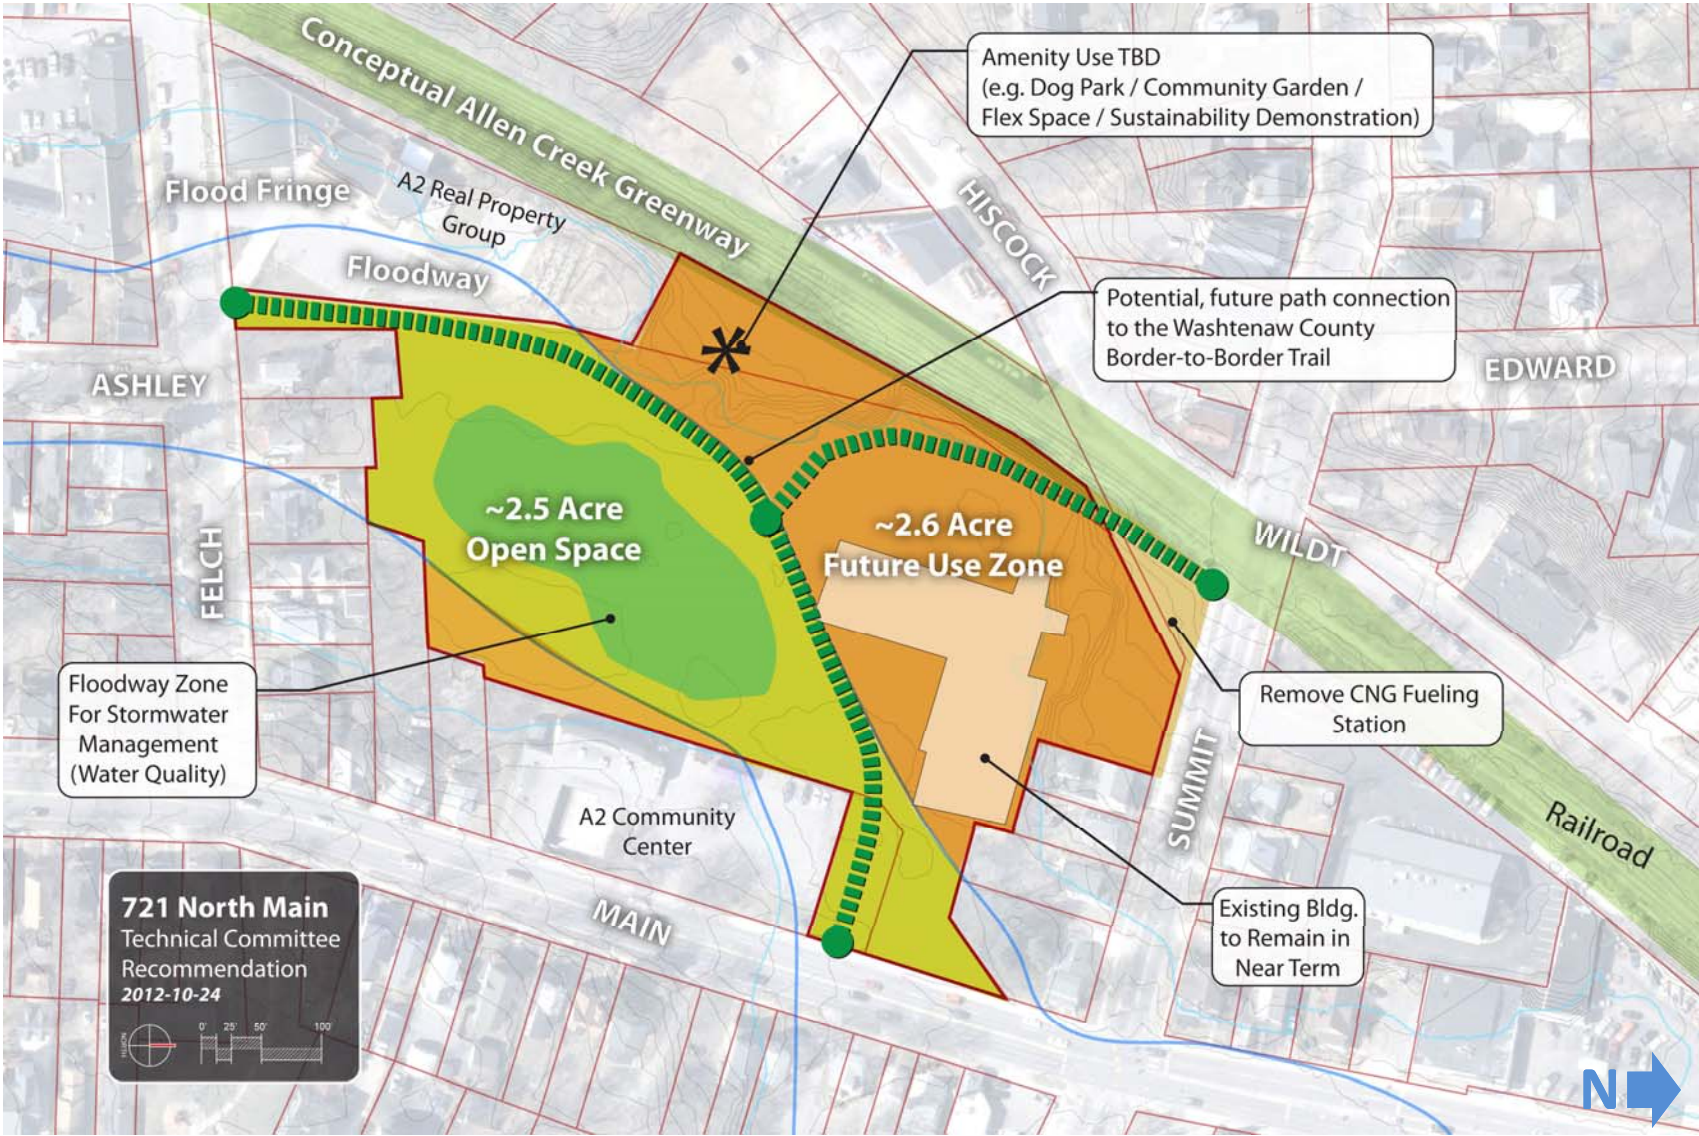 Conceptual Allen Creek Greenway
Amenity Use TBD
(e.g. Dog Park / Community Garden /
Flex Space / Sustainability Demonstration)
Flood Fringe
A2 Real Property
Group
HISCOCK
Floodway
Potential, future path connection
to the Washtenaw County
Border-to-Border Trail
ASHLEY
EDWARD
~2.5 Acre
Open Space
~2.6 Acre
Future Use Zone
WILDT
FELCH
Floodway Zone
For Stormwater
Management
(Water Quality)
Remove CNG Fueling
Station
SUMMIT
A2 Community
Center
Railroad
MAIN
Existing Bldg.
to Remain in
Near Term
721 North Main
Technical Committee
Recommendation
2012-10-24
NORTH
0' 25' 50' 100'
N